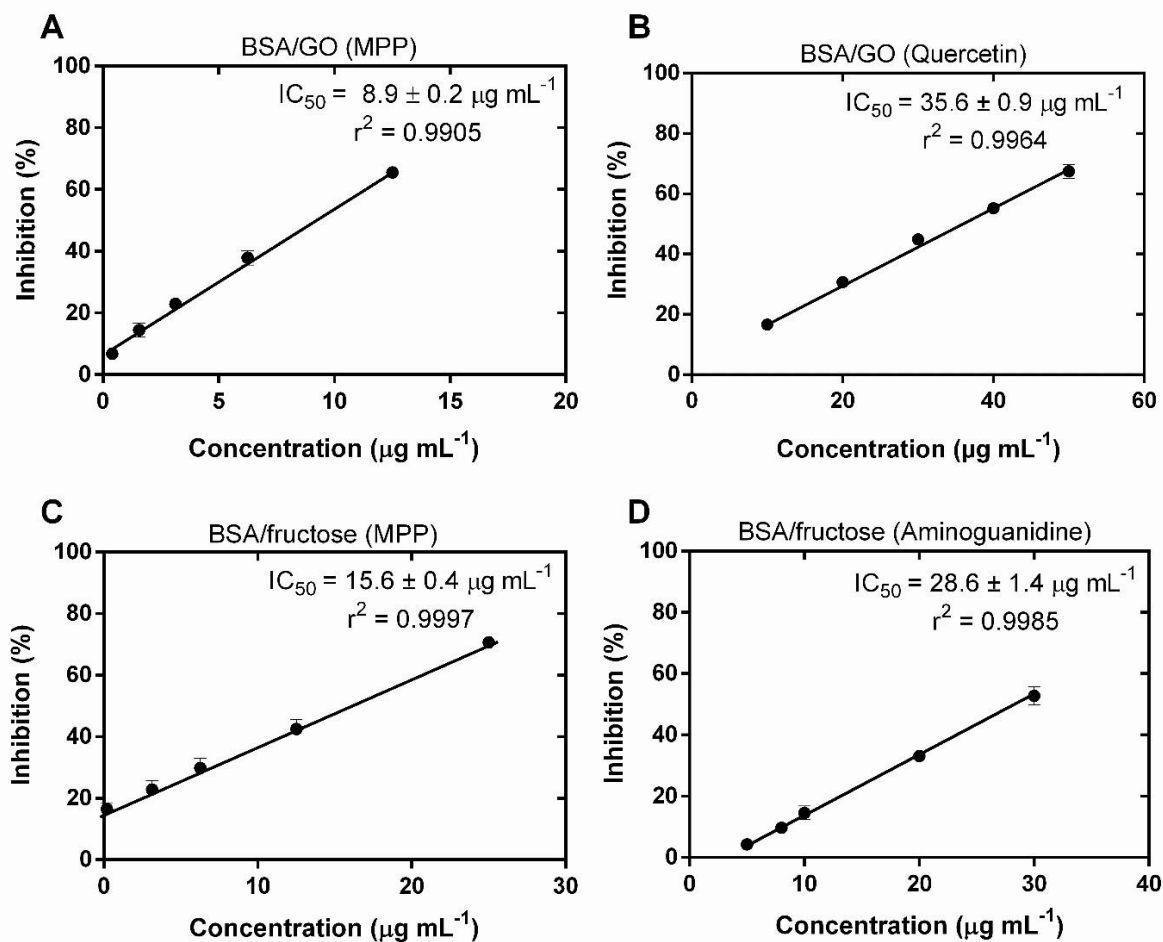 A
BSA/GO (MPP)
IC50 = 8.9 ± 0.2 µg mL-1
r2 = 0.9905
Inhibition (%)
100
80
60
40
20
0
0 5 10 15 20
Concentration (µg mL-1)
B
BSA/GO (Quercetin)
IC50 = 35.6 ± 0.9 µg mL-1
r2 = 0.9964
Inhibition (%)
100
80
60
40
20
0
0 20 40 60
Concentration (µg mL-1)
C
BSA/fructose (MPP)
IC50 = 15.6 ± 0.4 µg mL-1
r2 = 0.9997
Inhibition (%)
100
80
60
40
20
0
0 10 20 30
Concentration (µg mL-1)
D
BSA/fructose (Aminoguanidine)
IC50 = 28.6 ± 1.4 µg mL-1
r2 = 0.9985
Inhibition (%)
100
80
60
40
20
0
0 10 20 30 40
Concentration (µg mL-1)